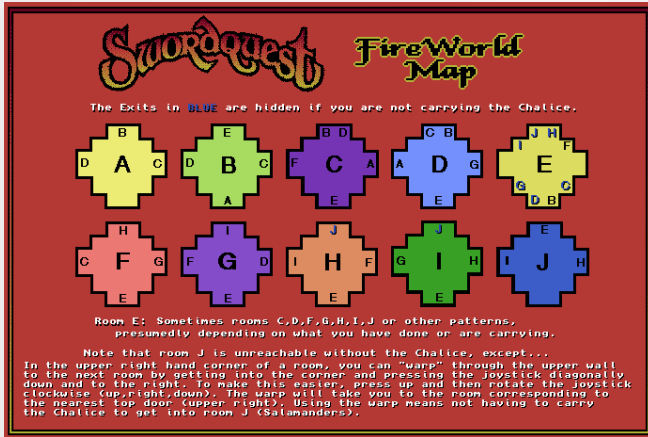 SWORDQUEST FireWorld
Map
The Exits in BLUE are hidden if you are not carrying the Chalice.
B E B D C B J H
I F
D A C D B C F C A A D G E
G C
A E E D B
H I J J E
C F G F G D I H F G I H I J H
E E E E
Room E: Sometimes rooms C,D,F,G,H,I,J or other patterns,
presumedly depending on what you have done or are carrying.
Note that room J is unreachable without the Chalice, except...
In the upper right hand corner of a room, you can "warp" through the upper wall
to the next room by getting into the corner and pressing the joystick diagonally
down and to the right. To make this easier, press up and then rotate the joystick
clockwise (up,right,down). The warp will take you to the room corresponding to
the nearest top door (upper right). Using the warp means not having to carry
the Chalice to get into room J (Salamanders).